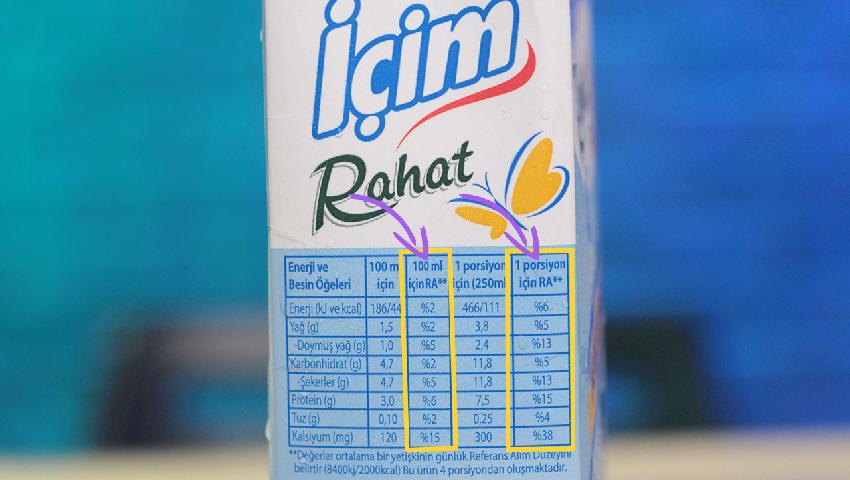 İçim
Rahat
Enerji ve Besin Öğeleri 100 m için 100 ml için RA** 1 porsiyon için (250ml 1 porsiyon için RA**
Enerji (kJ ve kcal) 186/44 %2 466/111 %6
Yağ (g) 1,5 %2 3,8 %5
-Doymuş yağ (g) 1,0 %5 2,4 %13
Karbonhidrat (g) 4,7 %2 11,8 %5
-Şekerler (g) 4,7 %5 11,8 %13
Protein (g) 3,0 %6 7,5 %15
Tuz (g) 0,10 %2 0,25 %4
Kalsiyum (mg) 120 %15 300 %38
**Değerler ortalama bir yetişkinin günlük Referans Alım Düzeyini
belirtir (8400kj/2000kcal) Bu ürün 4 porsiyondan oluşmaktadır.